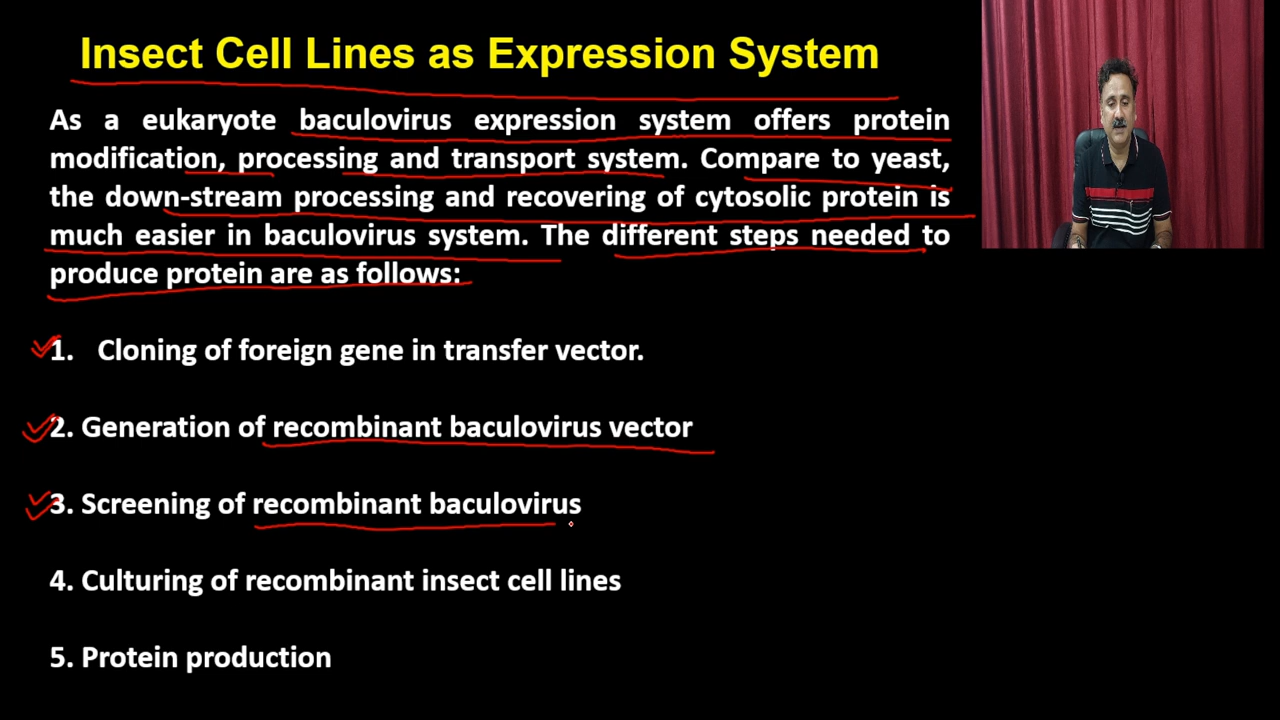 Insect Cell Lines as Expression System
As a eukaryote baculovirus expression system offers protein
modification, processing and transport system. Compare to yeast,
the down-stream processing and recovering of cytosolic protein is
much easier in baculovirus system. The different steps needed to
produce protein are as follows:
1. Cloning of foreign gene in transfer vector.
2. Generation of recombinant baculovirus vector
3. Screening of recombinant baculovirus
4. Culturing of recombinant insect cell lines
5. Protein production